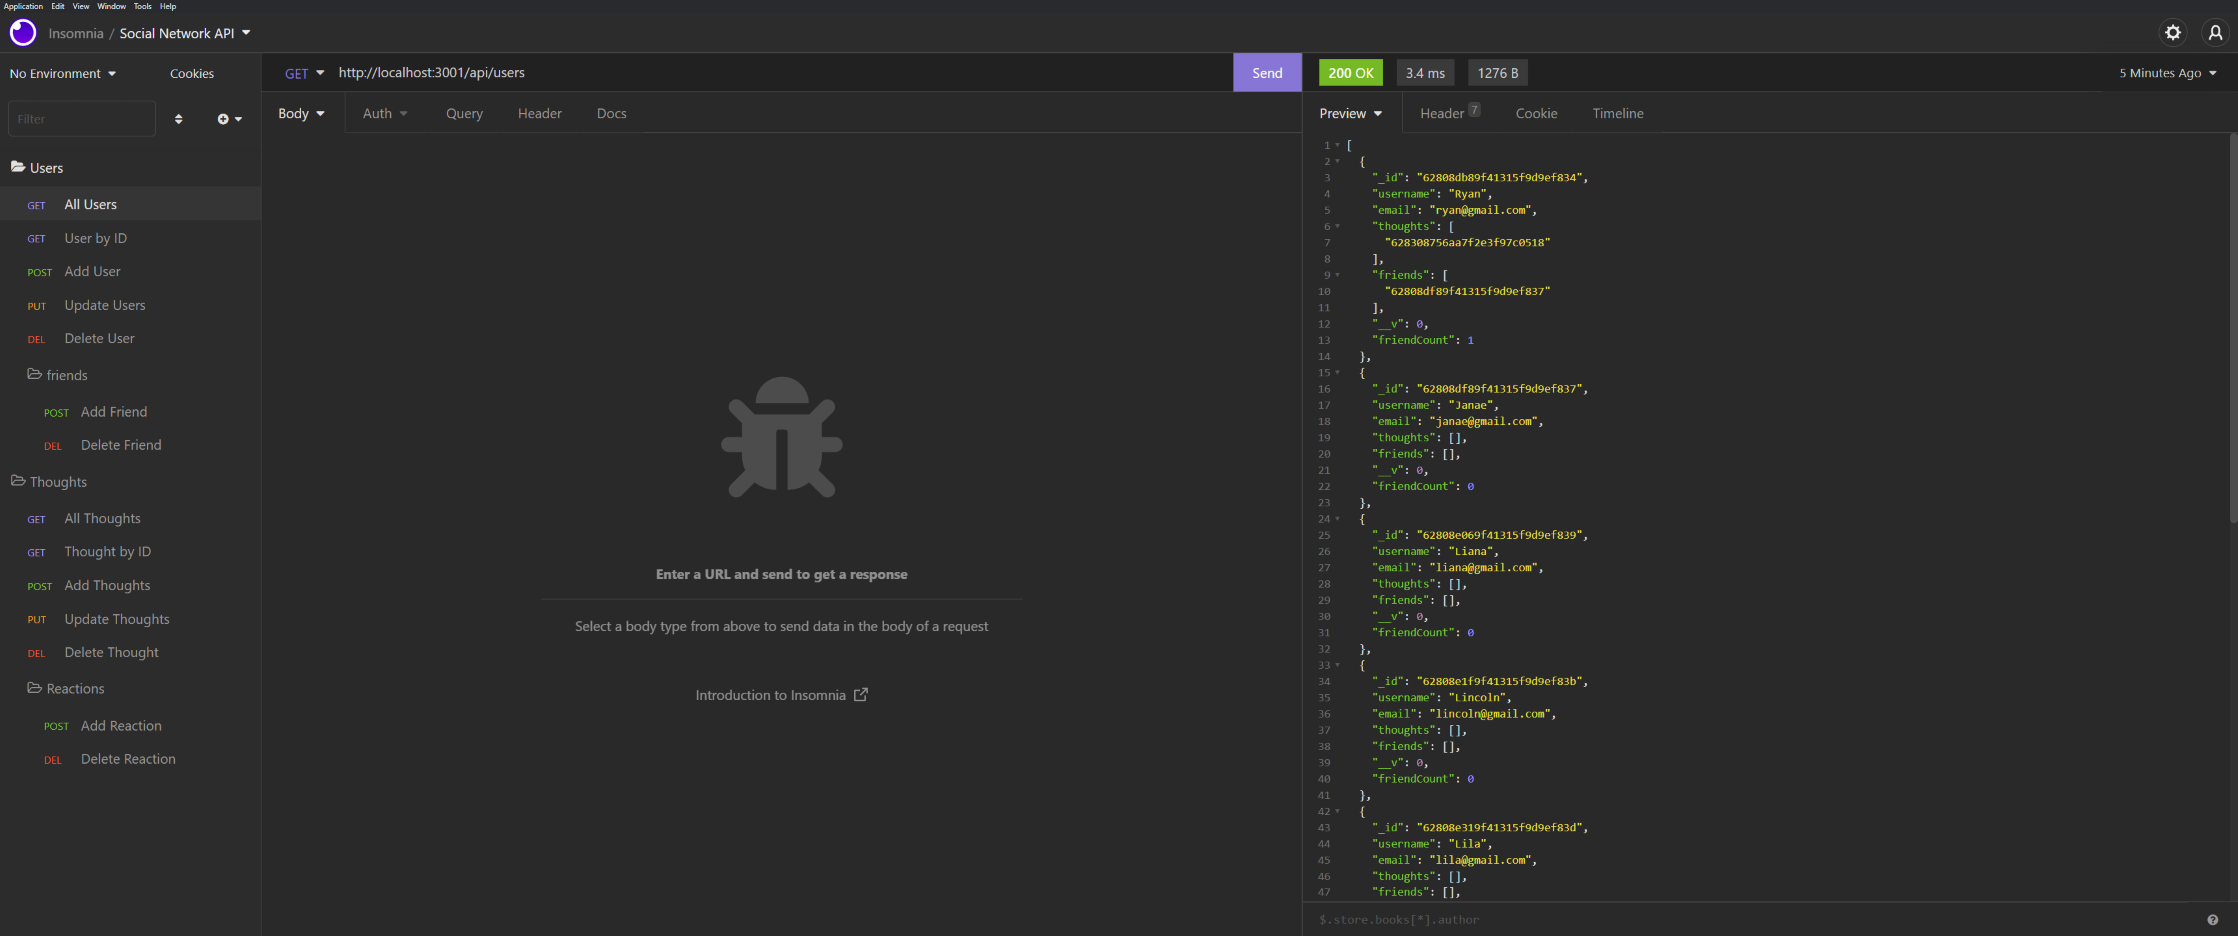 Application Edit View Window Tools Help
Insomnia / Social Network API
No Environment Cookies
Filter
Users
GET All Users
GET User by ID
POST Add User
PUT Update Users
DEL Delete User
friends
POST Add Friend
DEL Delete Friend
Thoughts
GET All Thoughts
GET Thought by ID
POST Add Thoughts
PUT Update Thoughts
DEL Delete Thought
Reactions
POST Add Reaction
DEL Delete Reaction
GET http://localhost:3001/api/users Send
Body Auth Query Header Docs
Enter a URL and send to get a response
Select a body type from above to send data in the body of a request
Introduction to Insomnia
200 OK 3.4 ms 1276 B 5 Minutes Ago
Preview Header 7 Cookie Timeline
1 [
2 {
3 "_id": "62808db89f41315f9d9ef834",
4 "username": "Ryan",
5 "email": "ryan@gmail.com",
6 "thoughts": [
7 "628308756aa7f2e3f97c0518"
8 ],
9 "friends": [
10 "62808df89f41315f9d9ef837"
11 ],
12 "__v": 0,
13 "friendCount": 1
14 },
15 {
16 "_id": "62808df89f41315f9d9ef837",
17 "username": "Janae",
18 "email": "janae@gmail.com",
19 "thoughts": [],
20 "friends": [],
21 "__v": 0,
22 "friendCount": 0
23 },
24 {
25 "_id": "62808e069f41315f9d9ef839",
26 "username": "Liana",
27 "email": "liana@gmail.com",
28 "thoughts": [],
29 "friends": [],
30 "__v": 0,
31 "friendCount": 0
32 },
33 {
34 "_id": "62808e1f9f41315f9d9ef83b",
35 "username": "Lincoln",
36 "email": "lincoln@gmail.com",
37 "thoughts": [],
38 "friends": [],
39 "__v": 0,
40 "friendCount": 0
41 },
42 {
43 "_id": "62808e319f41315f9d9ef83d",
44 "username": "Lila",
45 "email": "lila@gmail.com",
46 "thoughts": [],
47 "friends": [],
$.store.books[*].author